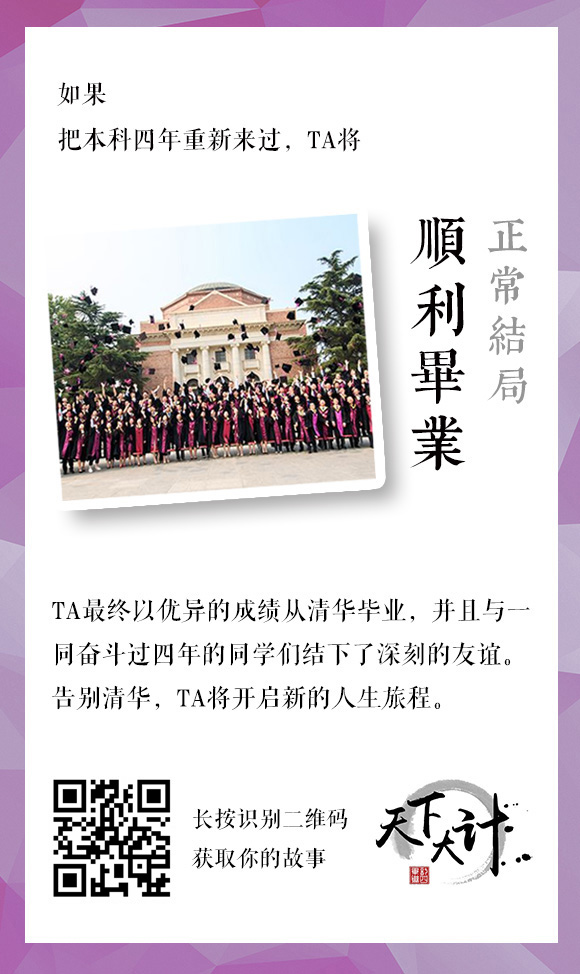 如果
把本科四年重新来过，TA将
正常結局
順利畢業
TA最终以优异的成绩从清华毕业，并且与一
同奋斗过四年的同学们结下了深刻的友谊。
告别清华，TA将开启新的人生旅程。
长按识别二维码
获取你的故事
天下大计